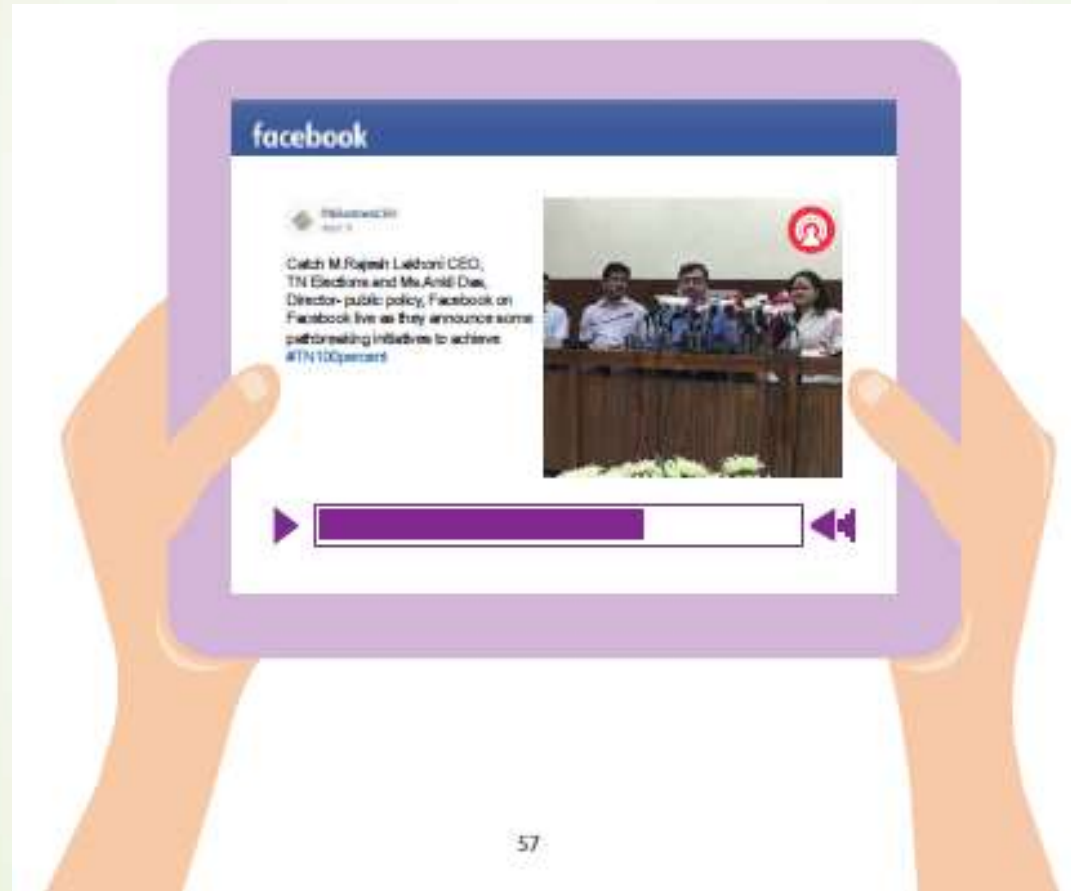 facebook
Catch M.Rajesh Lakhoni CEO,
TN Elections and Ms.Ankhi Das,
Director- public policy, Facebook on
Facebook live as they announce some
pathbreaking initiatives to achieve
#TN100percent
57